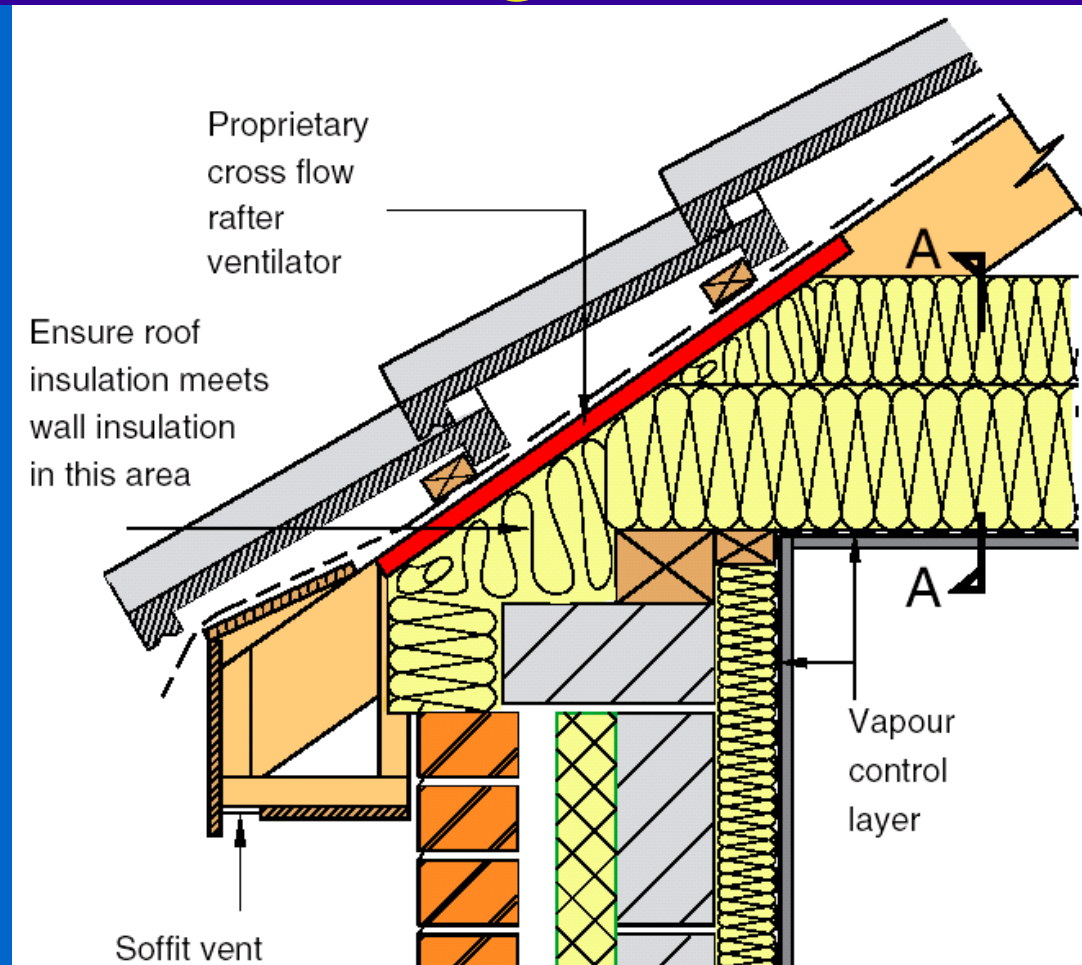 Proprietary
cross flow
rafter
ventilator
Ensure roof
insulation meets
wall insulation
in this area
A
A
Vapour
control
layer
Soffit vent